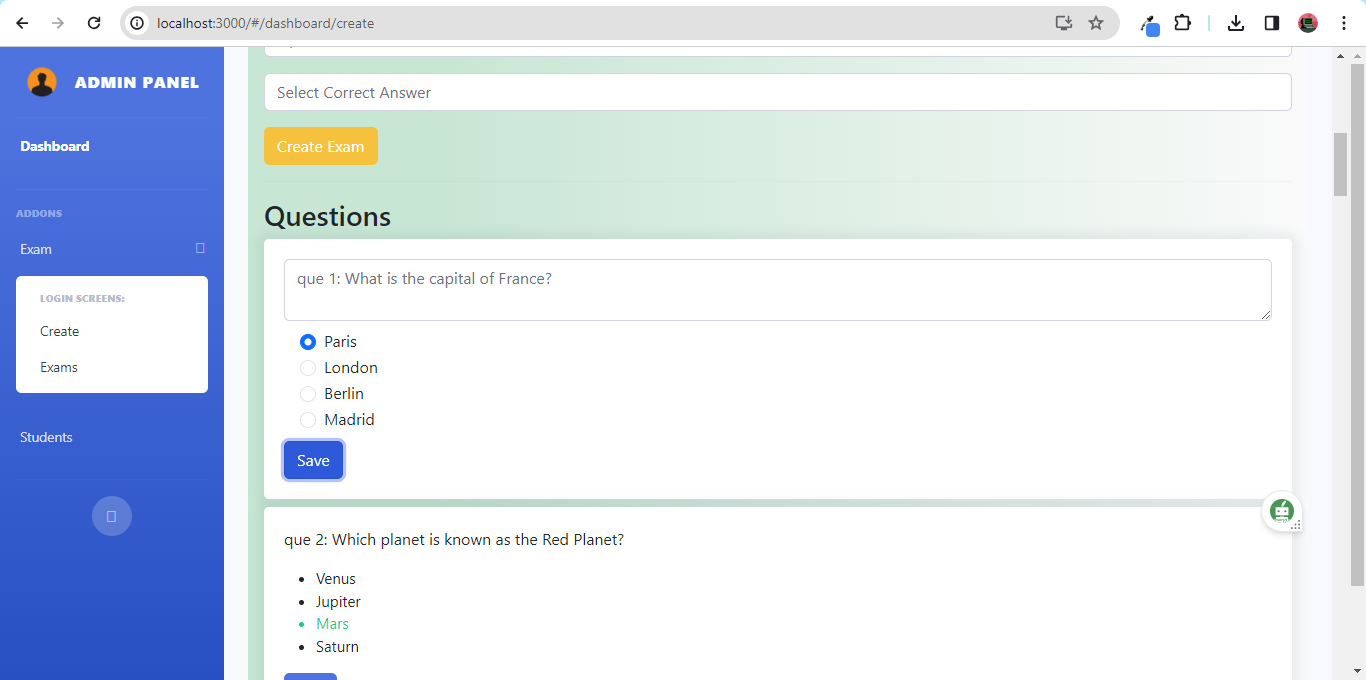 localhost:3000/#/dashboard/create
ADMIN PANEL
Dashboard
ADDONS
Exam
LOGIN SCREENS:
Create
Exams
Students
Select Correct Answer
Create Exam
Questions
que 1: What is the capital of France?
Paris
London
Berlin
Madrid
Save
que 2: Which planet is known as the Red Planet?
Venus
Jupiter
Mars
Saturn